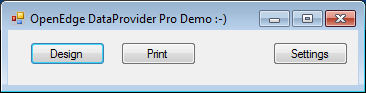 OpenEdge DataProvider Pro Demo :-)
Design Print Settings